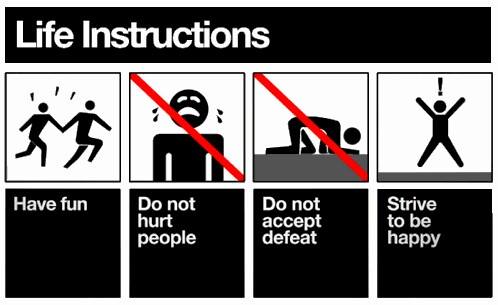 Life Instructions
Have fun
Do not
hurt
people
Do not
accept
defeat
Strive
to be
happy
!